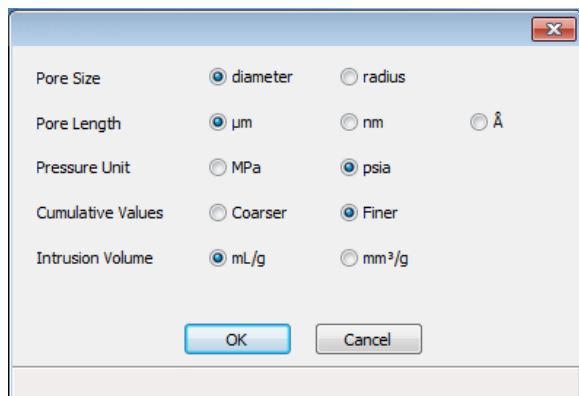 Pore Size diameter radius
Pore Length µm nm Å
Pressure Unit MPa psia
Cumulative Values Coarser Finer
Intrusion Volume mL/g mm³/g
OK Cancel